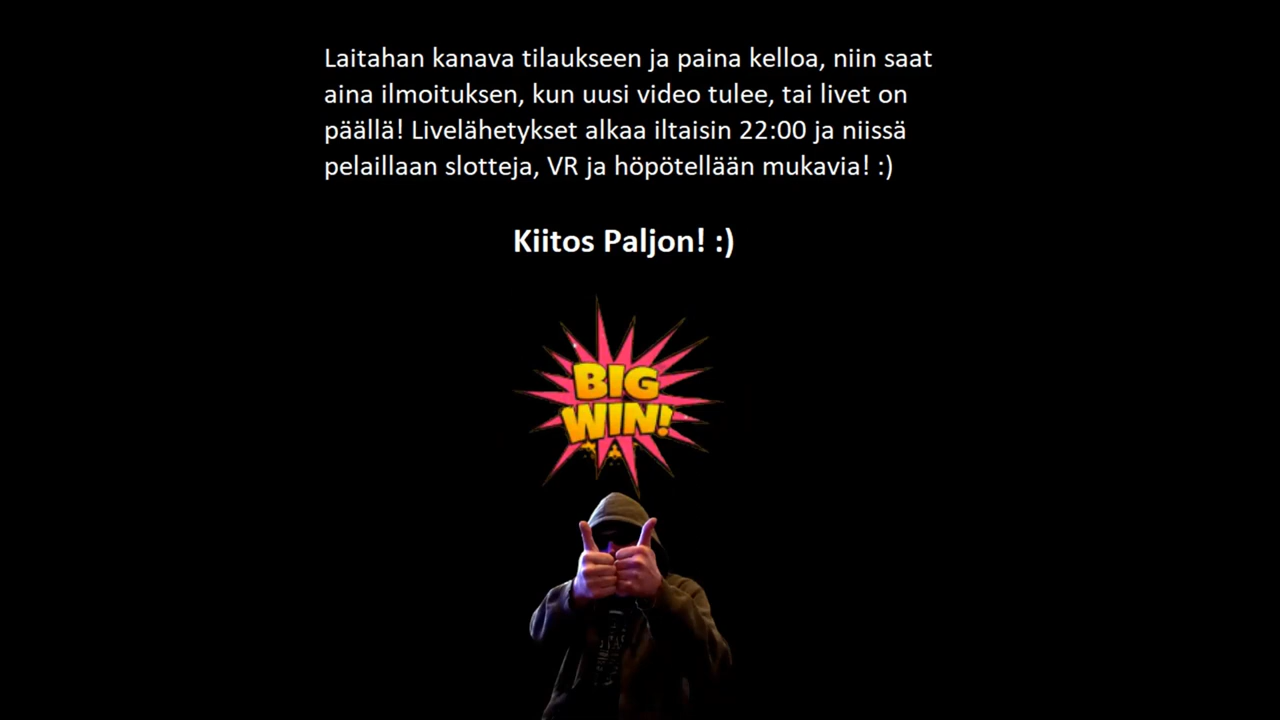 Laitahan kanava tilaukseen ja paina kelloa, niin saat
aina ilmoituksen, kun uusi video tulee, tai livet on
päällä! Livelähetykset alkaa iltaisin 22:00 ja niissä
pelaillaan slotteja, VR ja höpötellään mukavia! :)
Kiitos Paljon! :)
BIG
WIN!